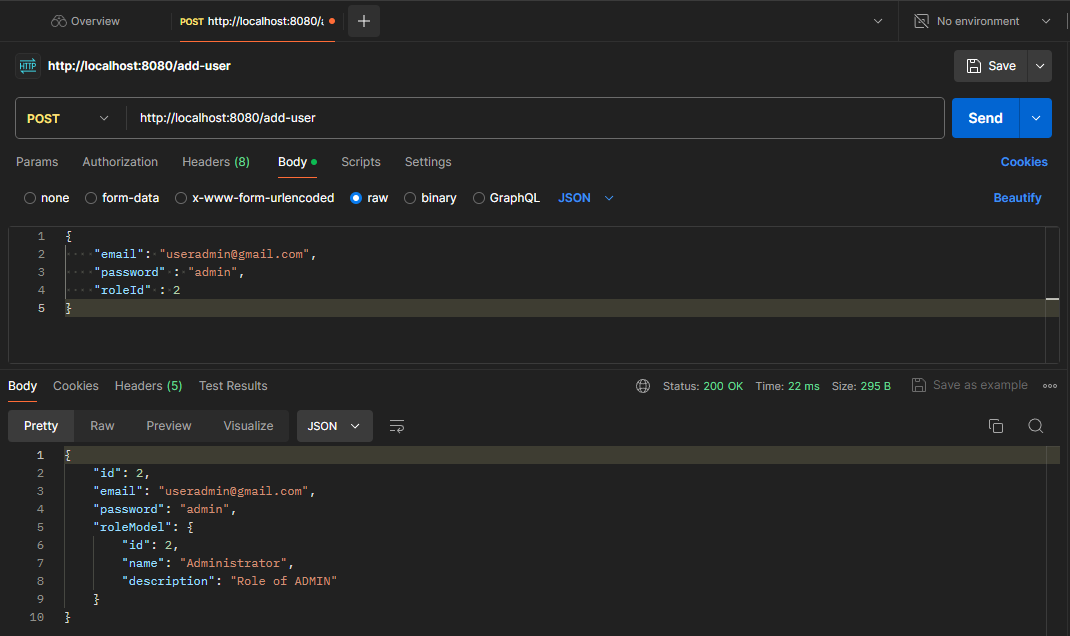 Overview
POST http://localhost:8080/a
No environment
HTTP http://localhost:8080/add-user
Save
POST http://localhost:8080/add-user
Send
Params Authorization Headers (8) Body Scripts Settings Cookies
none form-data x-www-form-urlencoded raw binary GraphQL JSON Beautify
1 {
2 "email": "useradmin@gmail.com",
3 "password" : "admin",
4 "roleId" : 2
5 }
Body Cookies Headers (5) Test Results Status: 200 OK Time: 22 ms Size: 295 B Save as example
Pretty Raw Preview Visualize JSON
1 {
2 "id": 2,
3 "email": "useradmin@gmail.com",
4 "password": "admin",
5 "roleModel": {
6 "id": 2,
7 "name": "Administrator",
8 "description": "Role of ADMIN"
9 }
10 }